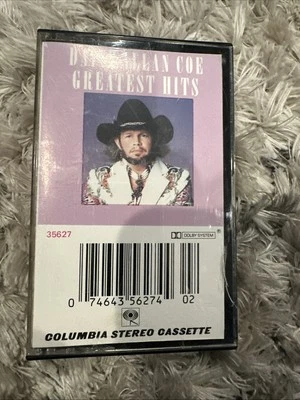 DAVID ALLAN COE
GREATEST HITS
35627
DOLBY SYSTEM
®
0 74643 56274 02
COLUMBIA STEREO CASSETTE